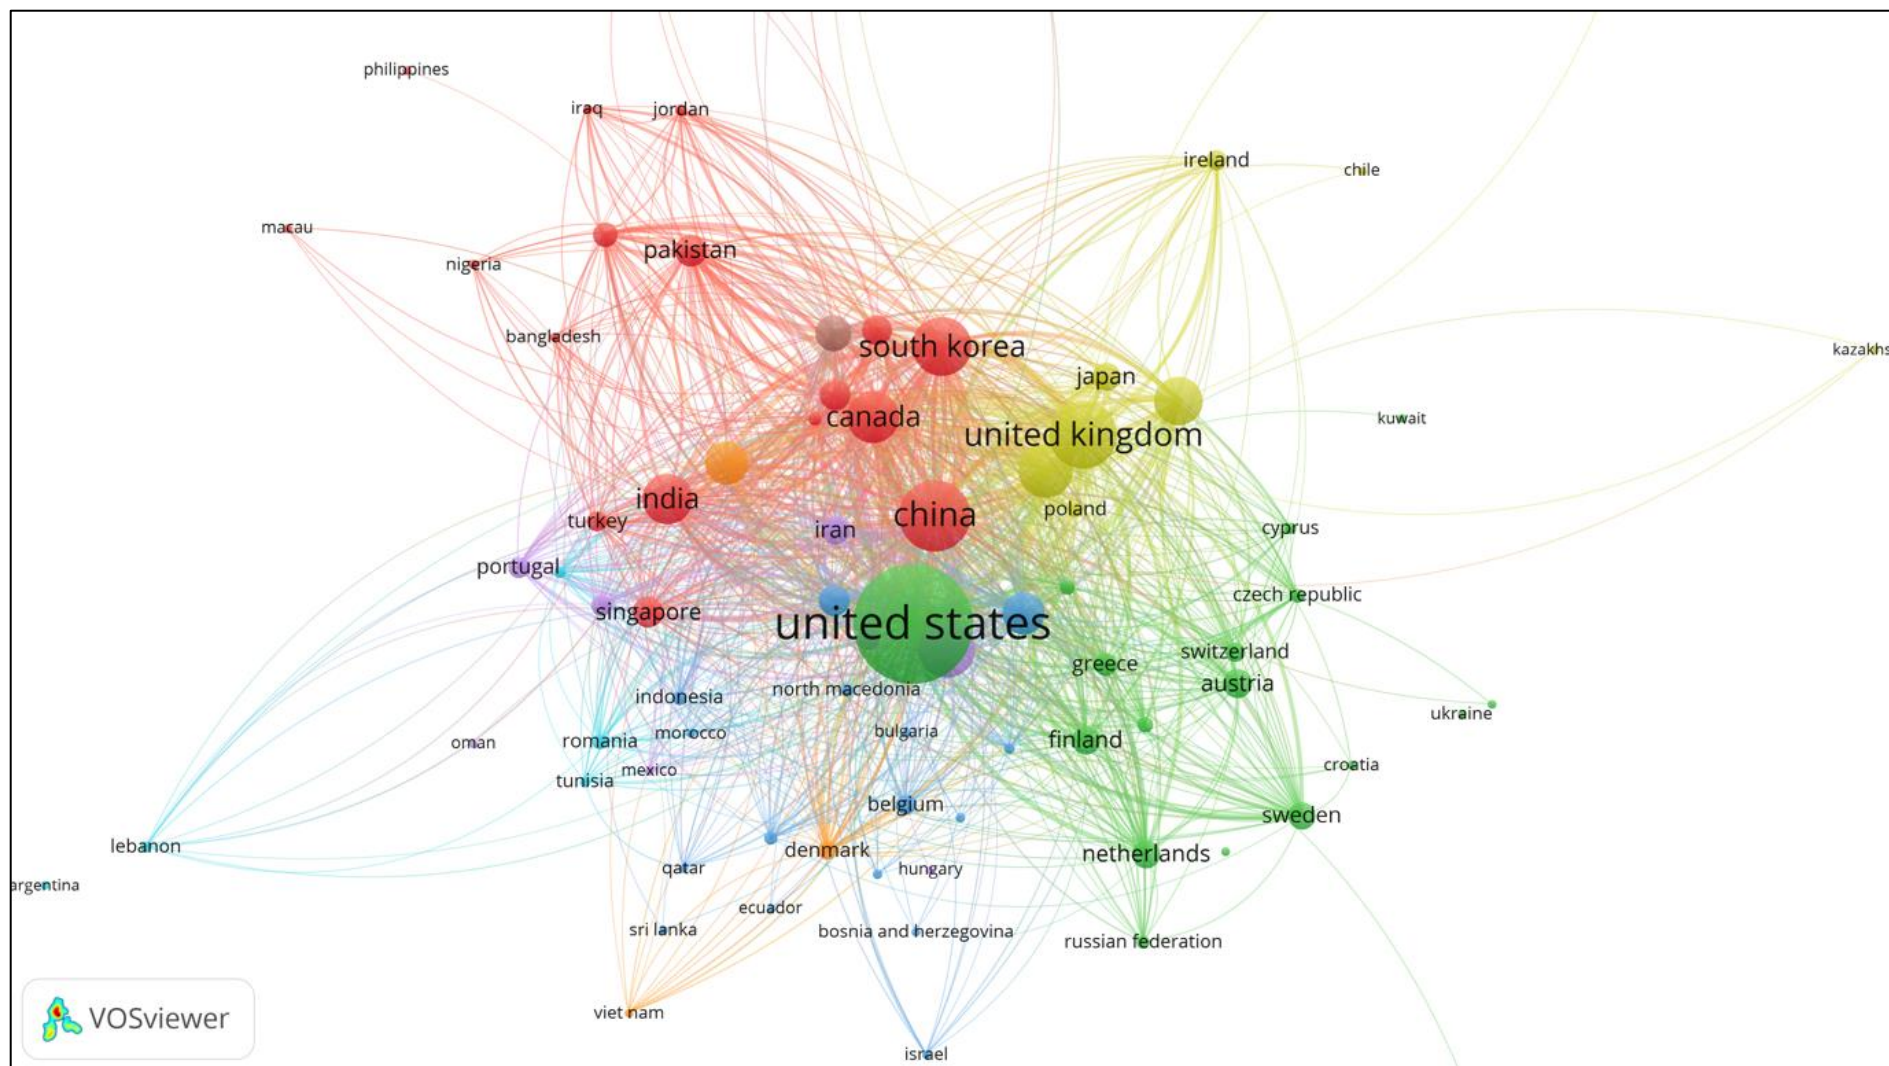 philippines
iraq
jordan
ireland
chile
macau
pakistan
nigeria
bangladesh
south korea
kazakhs
japan
canada
kuwait
united kingdom
india
china
poland
turkey
iran
cyprus
portugal
czech republic
singapore
united states
switzerland
greece
austria
north macedonia
indonesia
ukraine
bulgaria
morocco
finland
romania
oman
croatia
mexico
tunisia
belgium
sweden
lebanon
denmark
netherlands
qatar
hungary
argentina
ecuador
sri lanka
bosnia and herzegovina
russian federation
viet nam
VOSviewer
israel